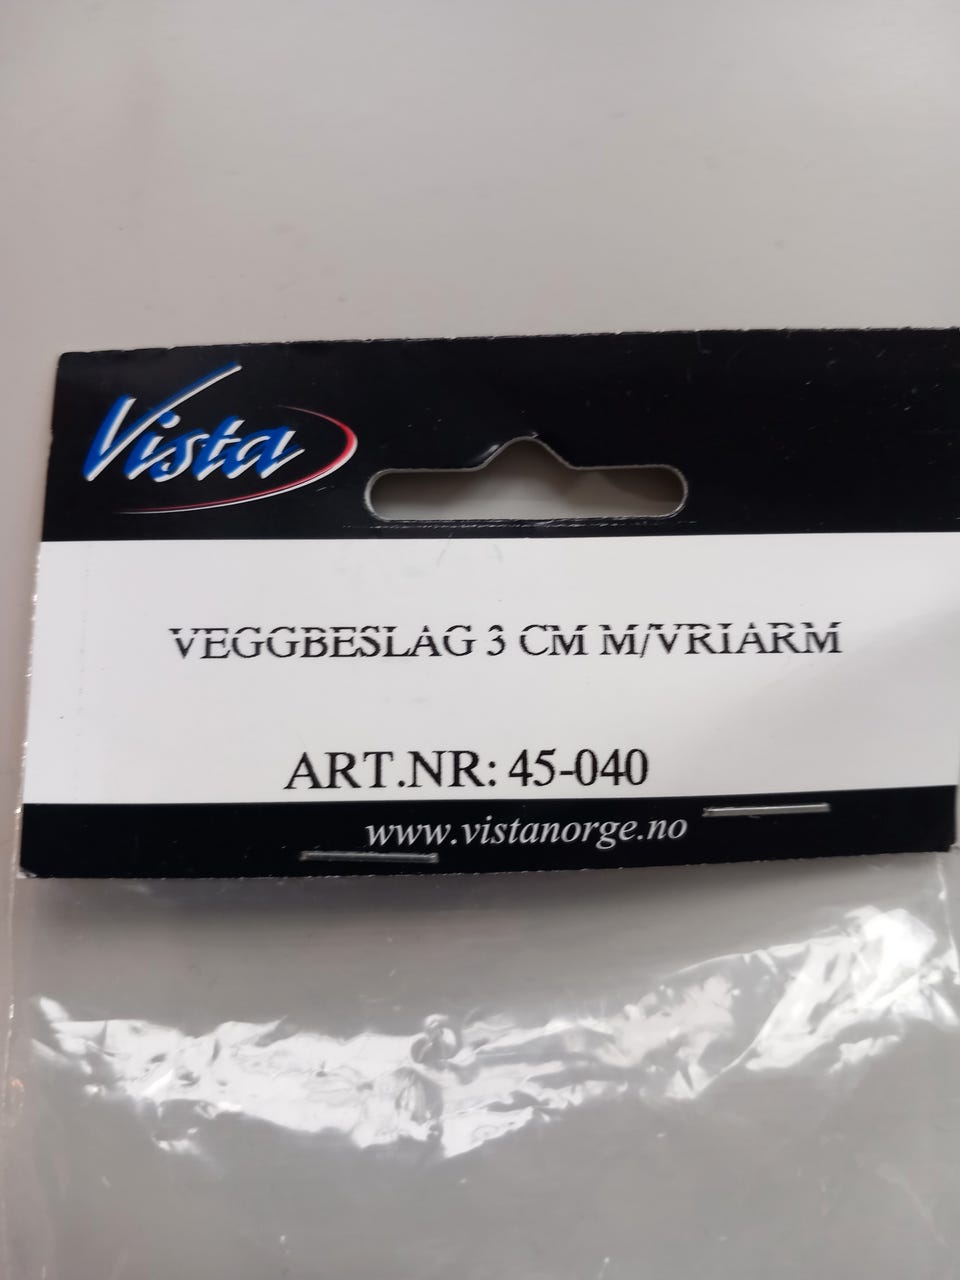 Vista
VEGGBESLAG 3 CM M/VRIARM
ART.NR: 45-040
www.vistanorge.no